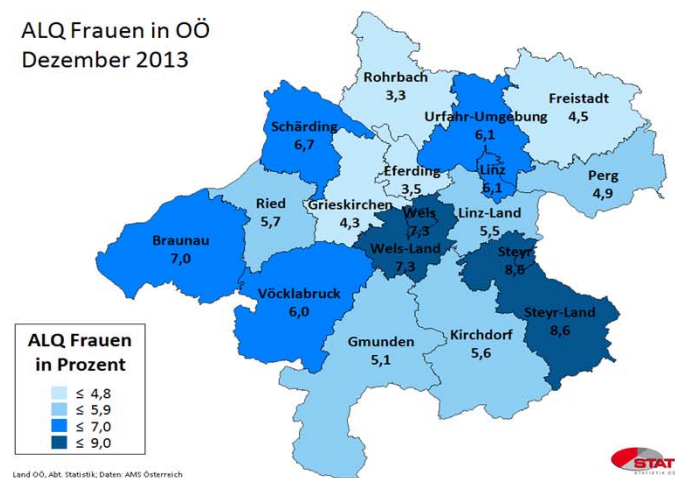 ALQ Frauen in OÖ
Dezember 2013
Rohrbach
3,3
Freistadt
4,5
Urfahr-Umgebung
6,1
Schärding
6,7
Linz
6,1
Eferding
3,5
Perg
4,9
Ried
5,7
Grieskirchen
4,3
Wels
7,3
Linz-Land
5,5
Braunau
7,0
Wels-Land
7,3
Steyr
8,6
Vöcklabruck
6,0
Steyr-Land
8,6
Gmunden
5,1
Kirchdorf
5,6
ALQ Frauen
in Prozent
≤ 4,8
≤ 5,9
≤ 7,0
≤ 9,0
Land OÖ, Abt. Statistik; Daten: AMS Österreich
STAT